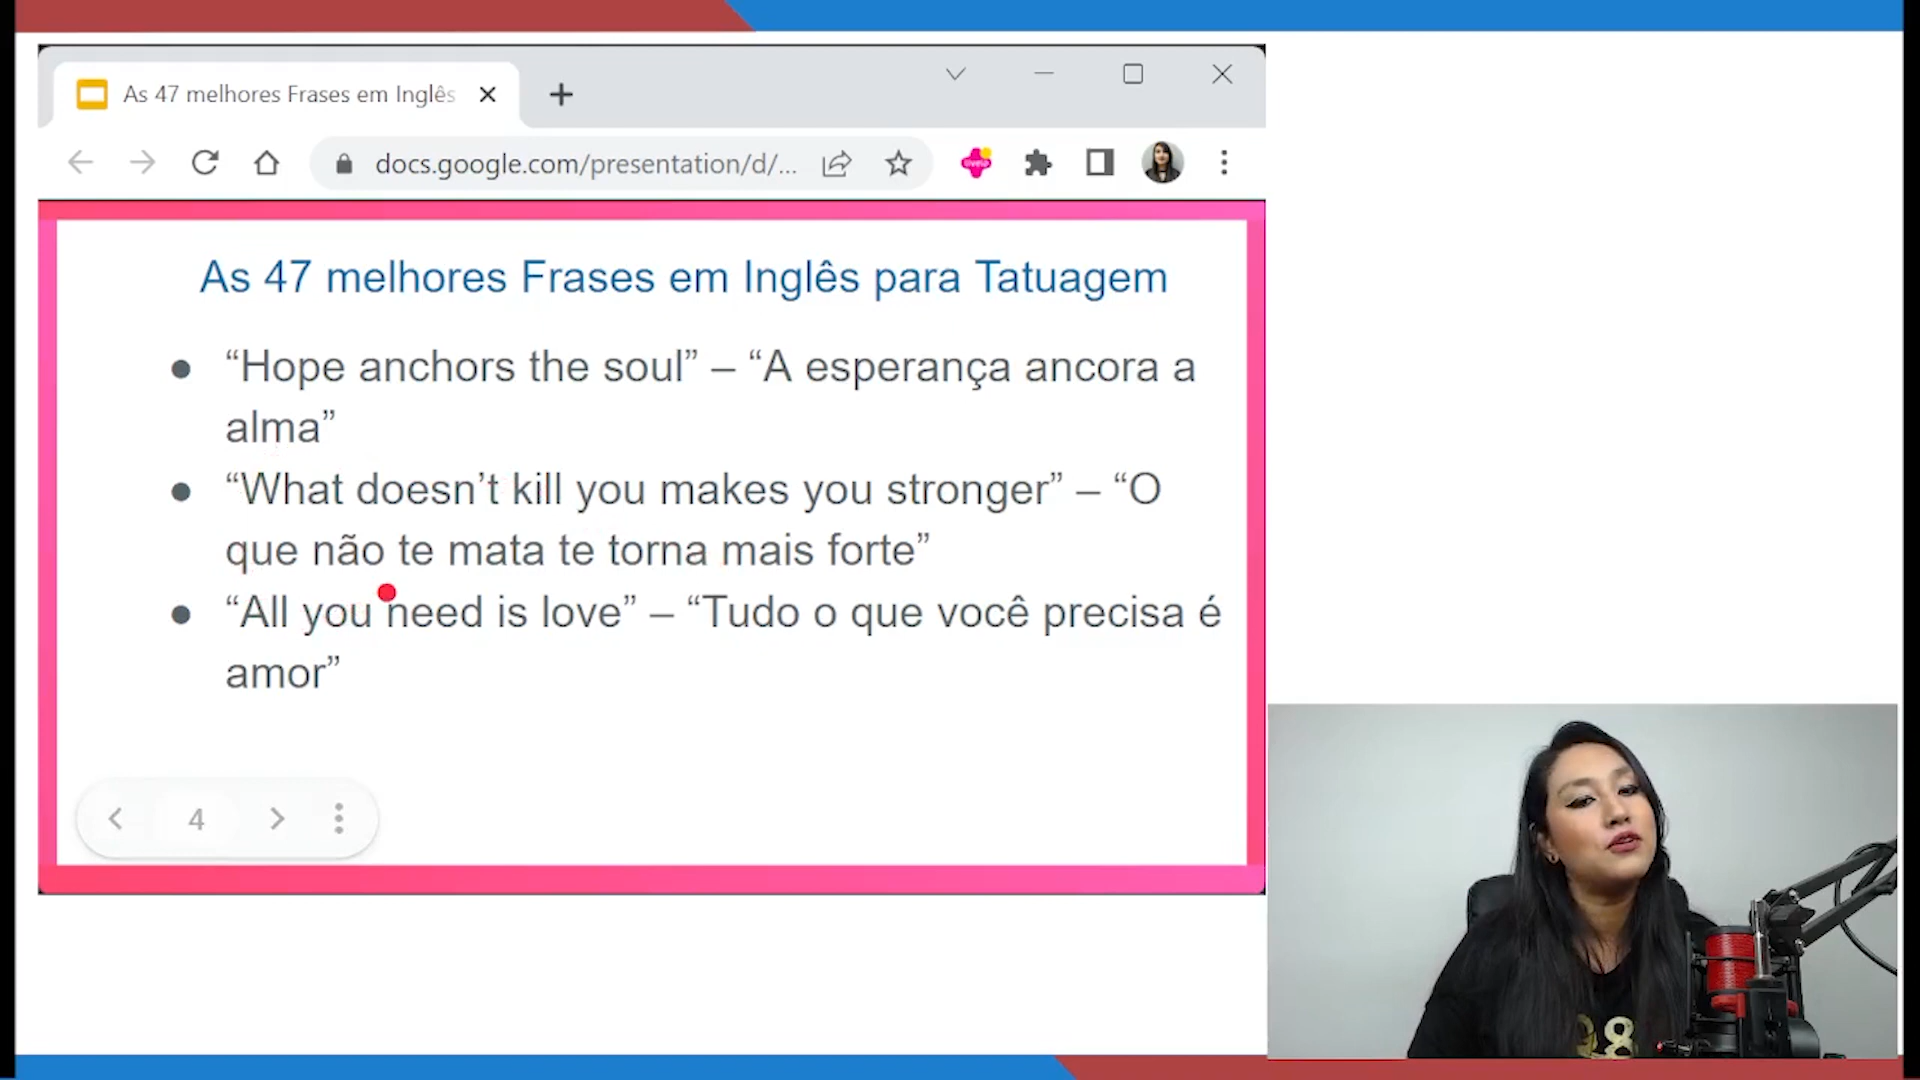 As 47 melhores Frases em Inglês
docs.google.com/presentation/d/...
As 47 melhores Frases em Inglês para Tatuagem
● “Hope anchors the soul” – “A esperança ancora a
alma”
● “What doesn’t kill you makes you stronger” – “O
que não te mata te torna mais forte”
● “All you need is love” – “Tudo o que você precisa é
amor”
4